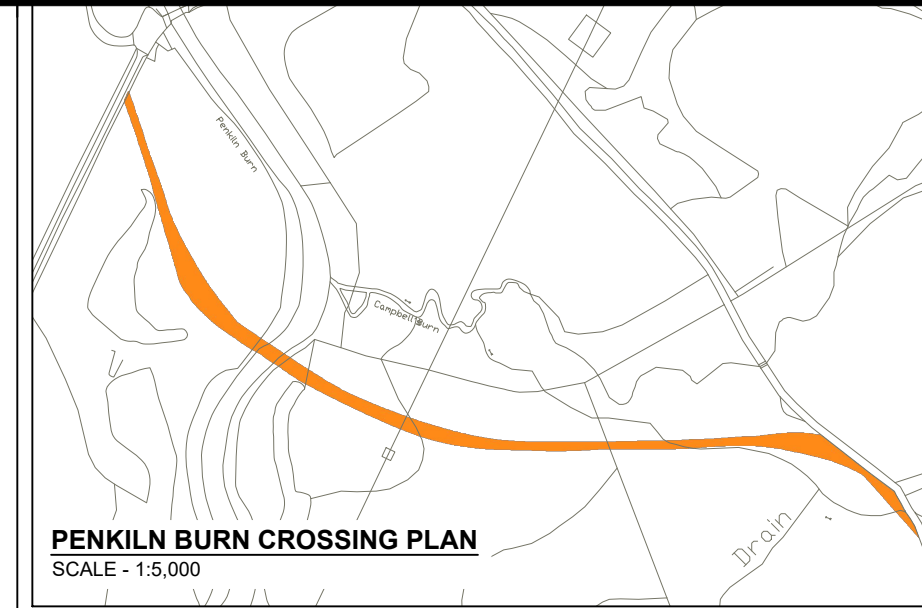 Penkiln Burn
Campbell Burn
Drain
PENKILN BURN CROSSING PLAN
SCALE - 1:5,000